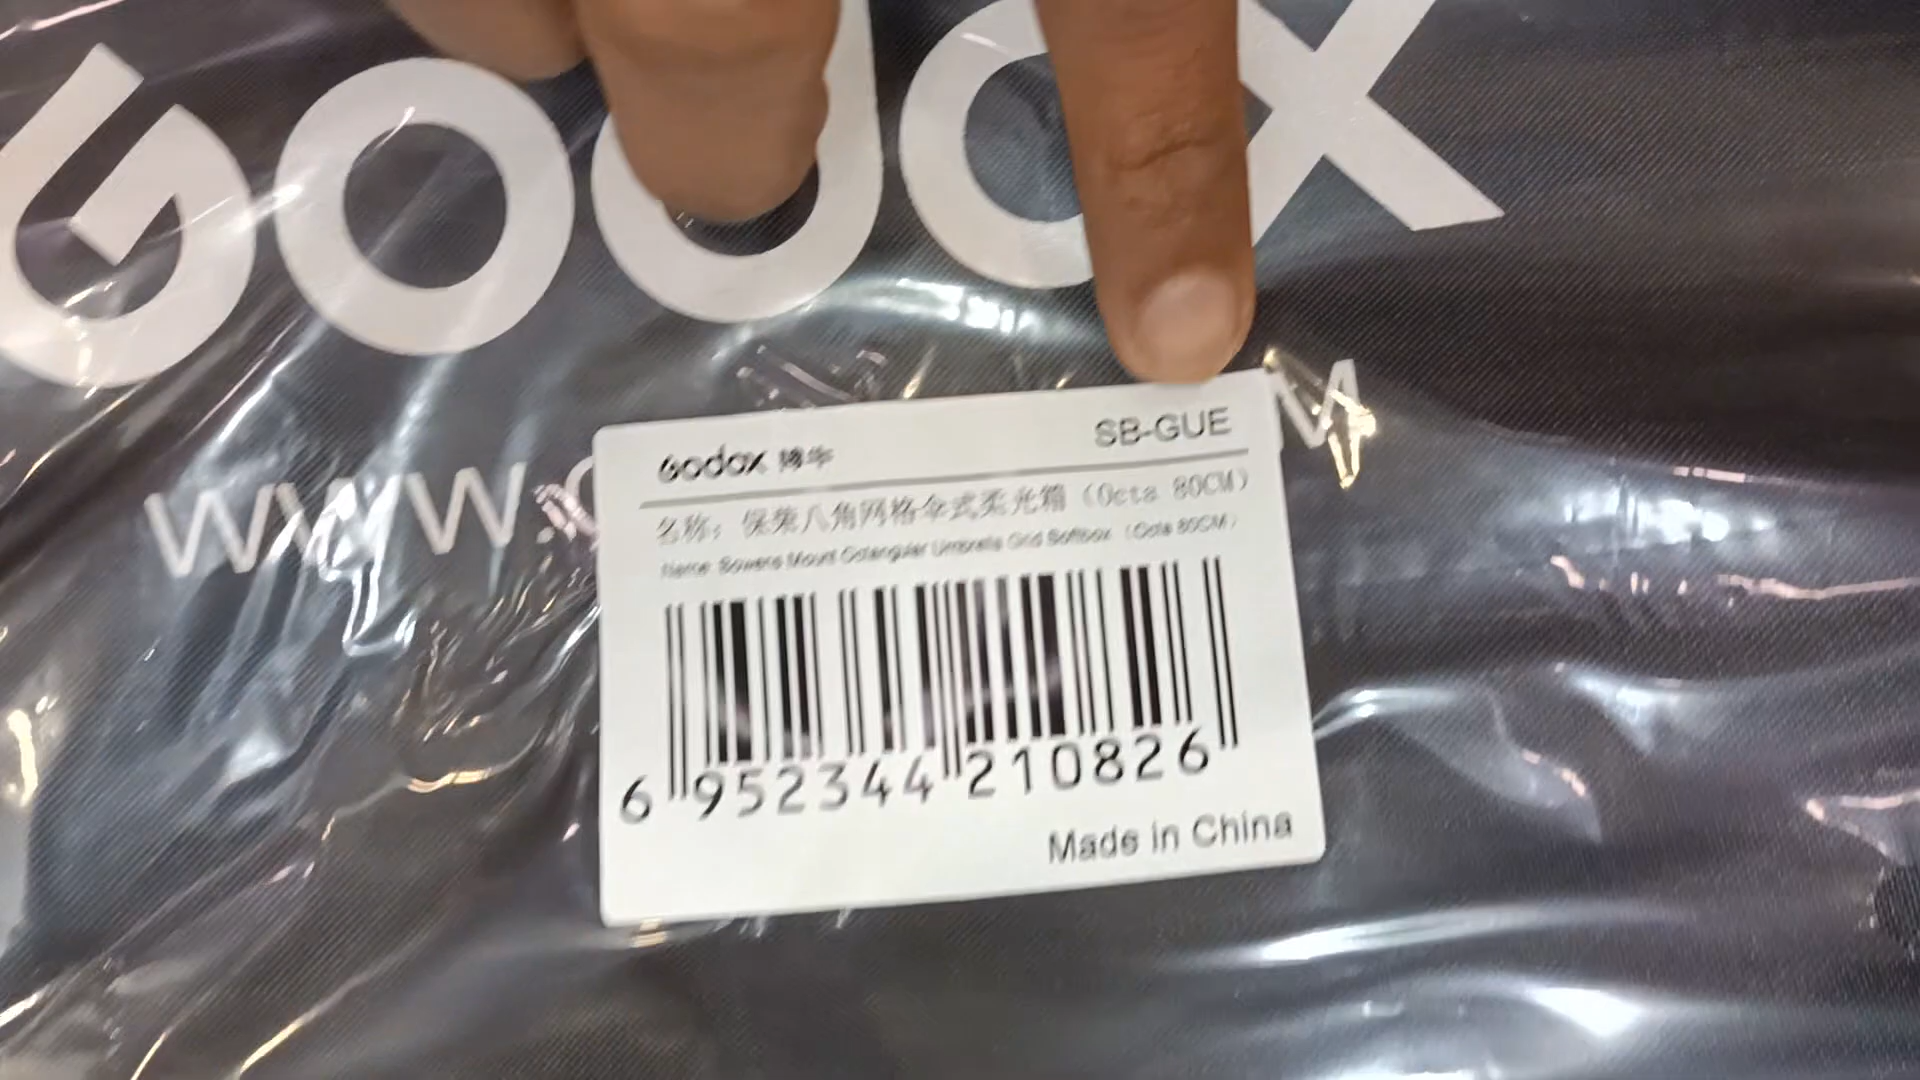 Godox
WWW.
M
Godox 神牛
SB-GUE
名称：保荣八角网格伞式柔光箱（Octa 80CM）
Name: Bowens Mount Octangular Umbrella Grid Softbox （Octa 80CM）
6 952344 210826
Made in China